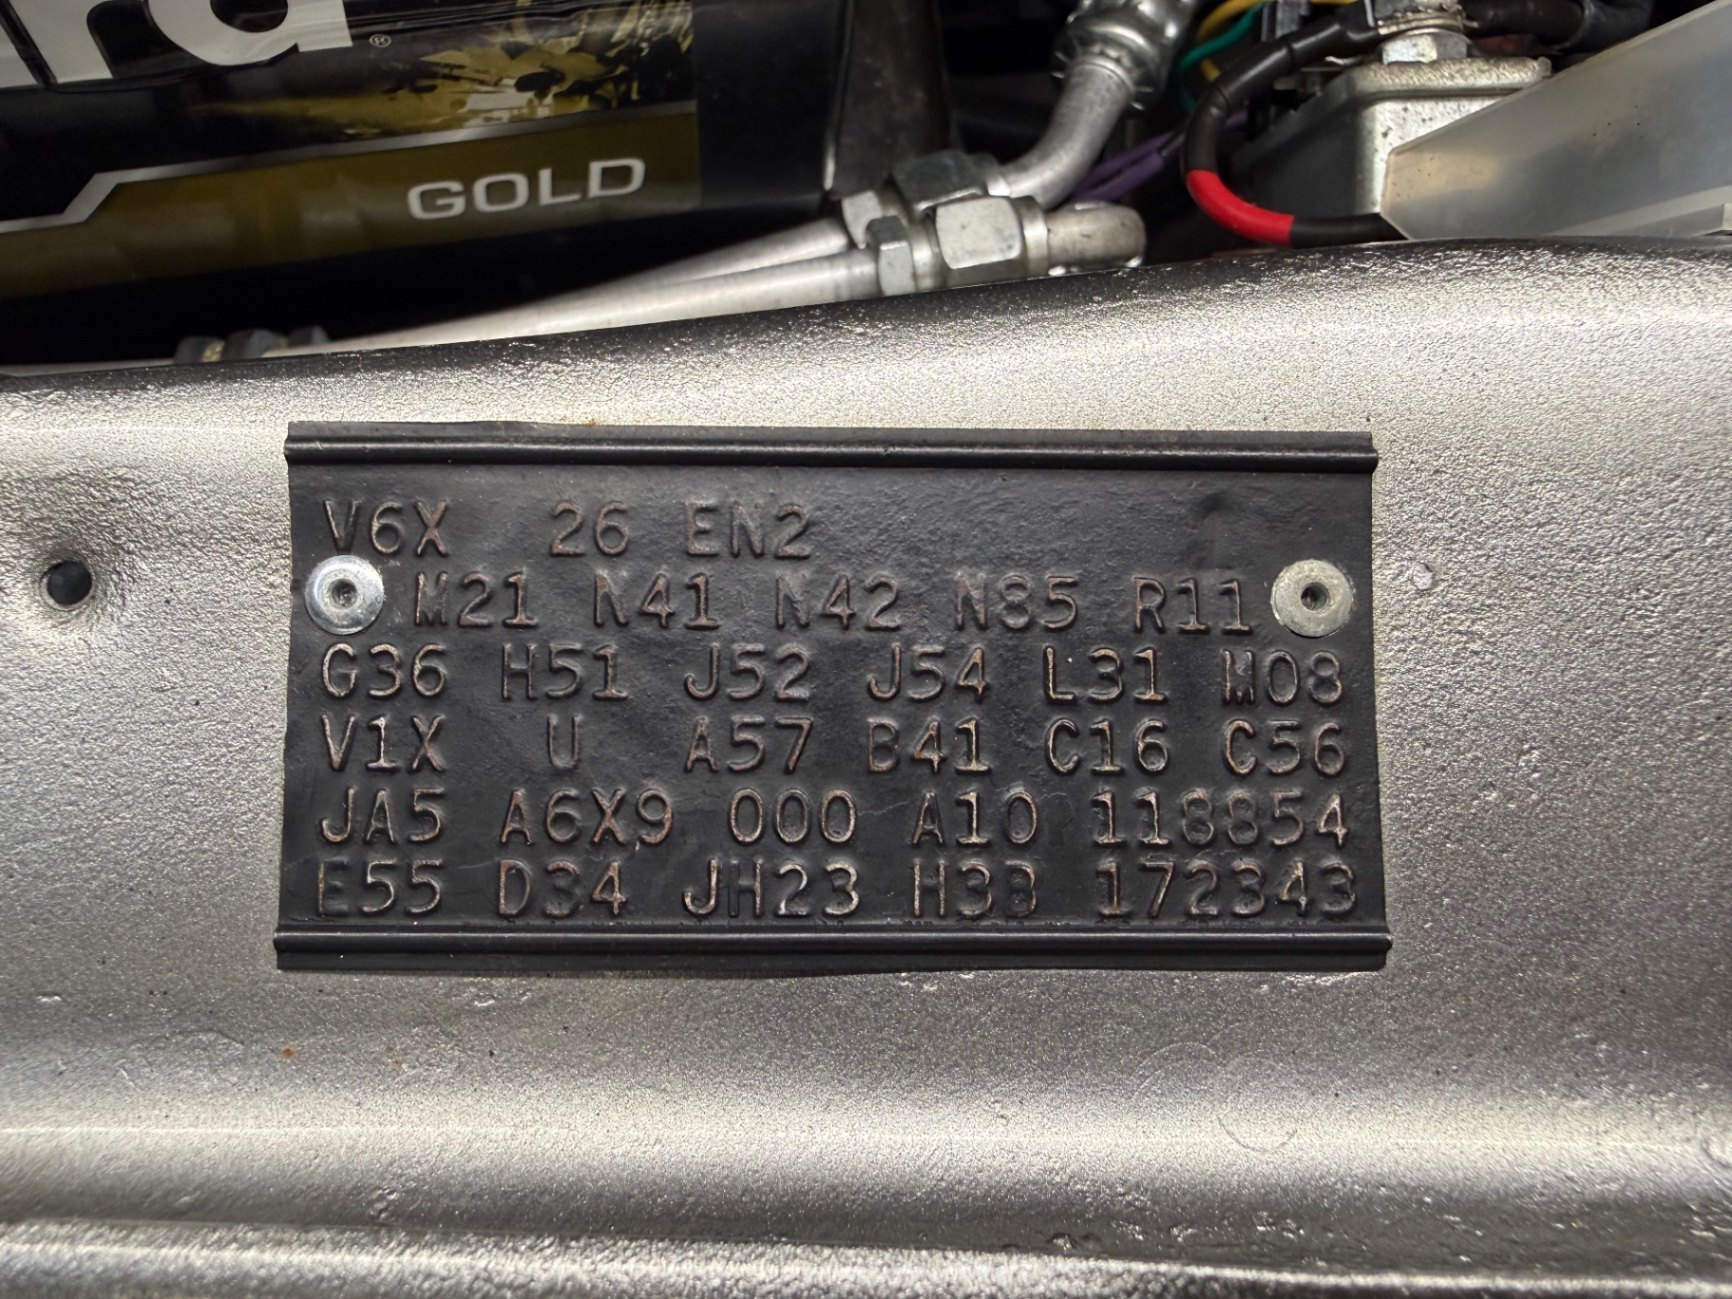 GOLD
V6X 26 EN2
M21 N41 N42 N85 R11
G36 H51 J52 J54 L31 M08
V1X U A57 B41 C16 C56
JA5 A6X9 000 A10 118854
E55 D34 JH23 H3B 172343